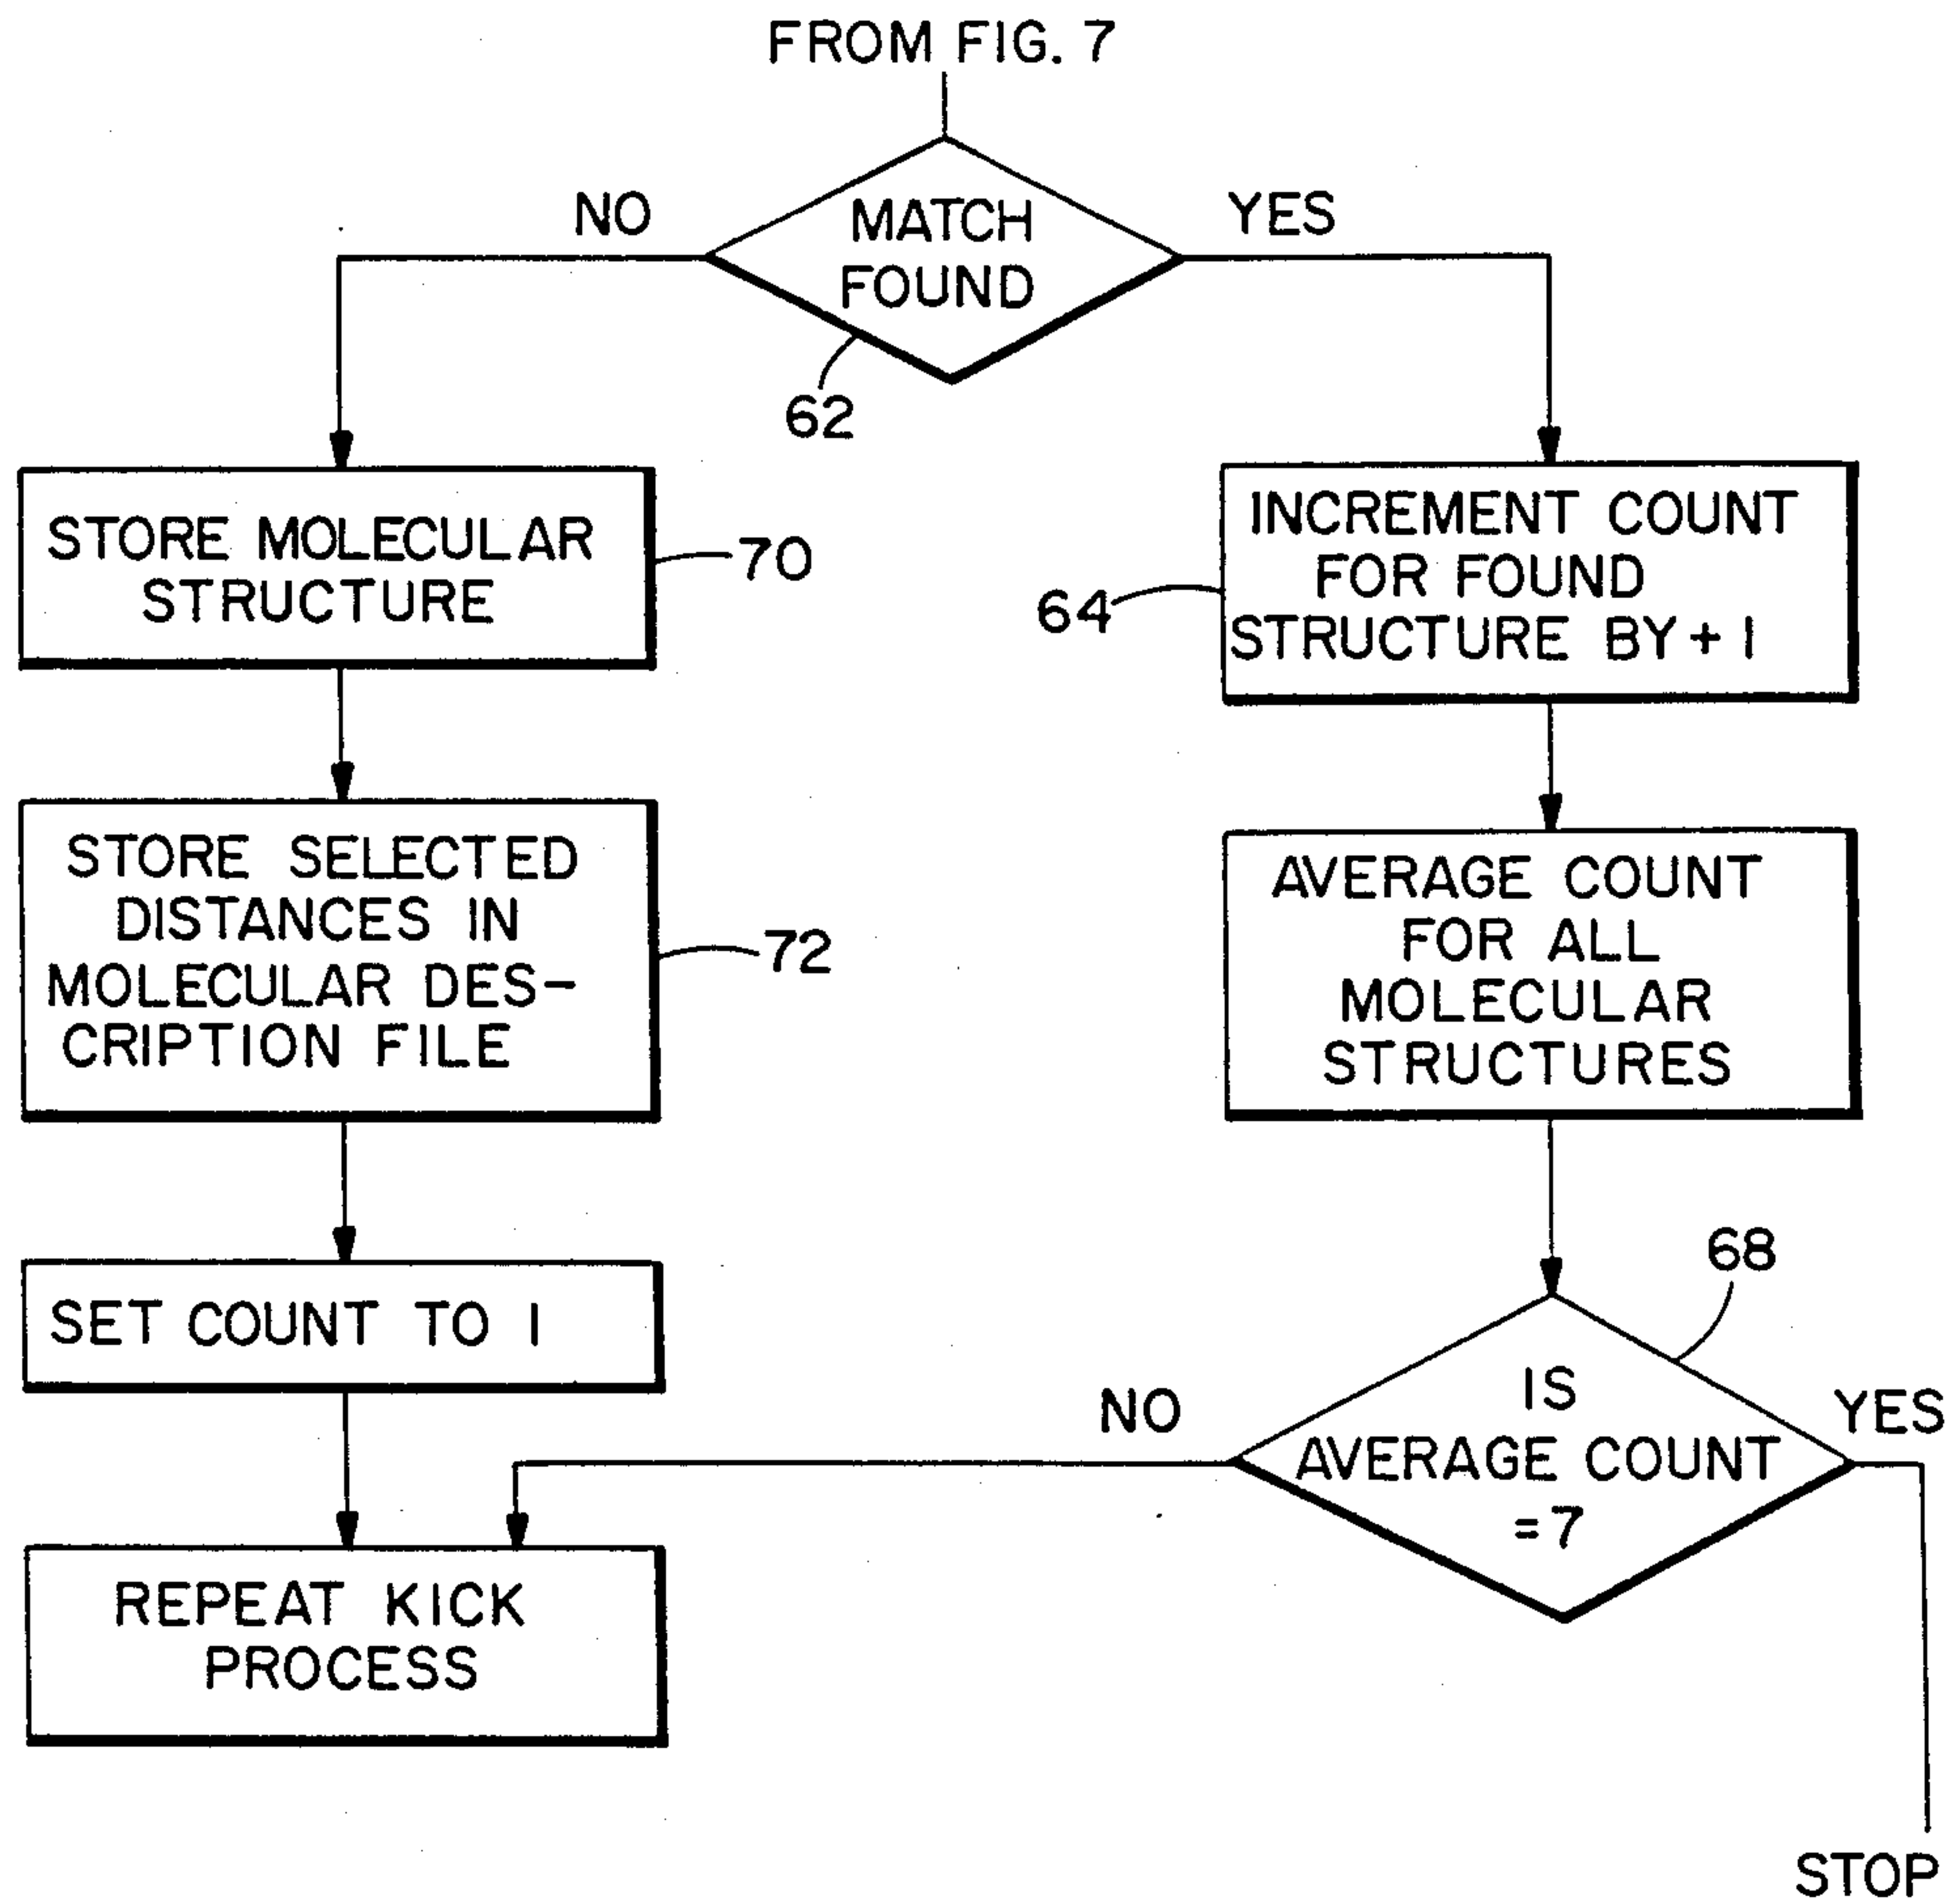 FROM FIG. 7
MATCH
FOUND
NO
YES
62
STORE MOLECULAR
STRUCTURE
70
STORE SELECTED
DISTANCES IN
MOLECULAR DES-
CRIPTION FILE
72
SET COUNT TO 1
REPEAT KICK
PROCESS
INCREMENT COUNT
FOR FOUND
STRUCTURE BY + 1
64
AVERAGE COUNT
FOR ALL
MOLECULAR
STRUCTURES
68
IS
AVERAGE COUNT
=7
NO
YES
STOP